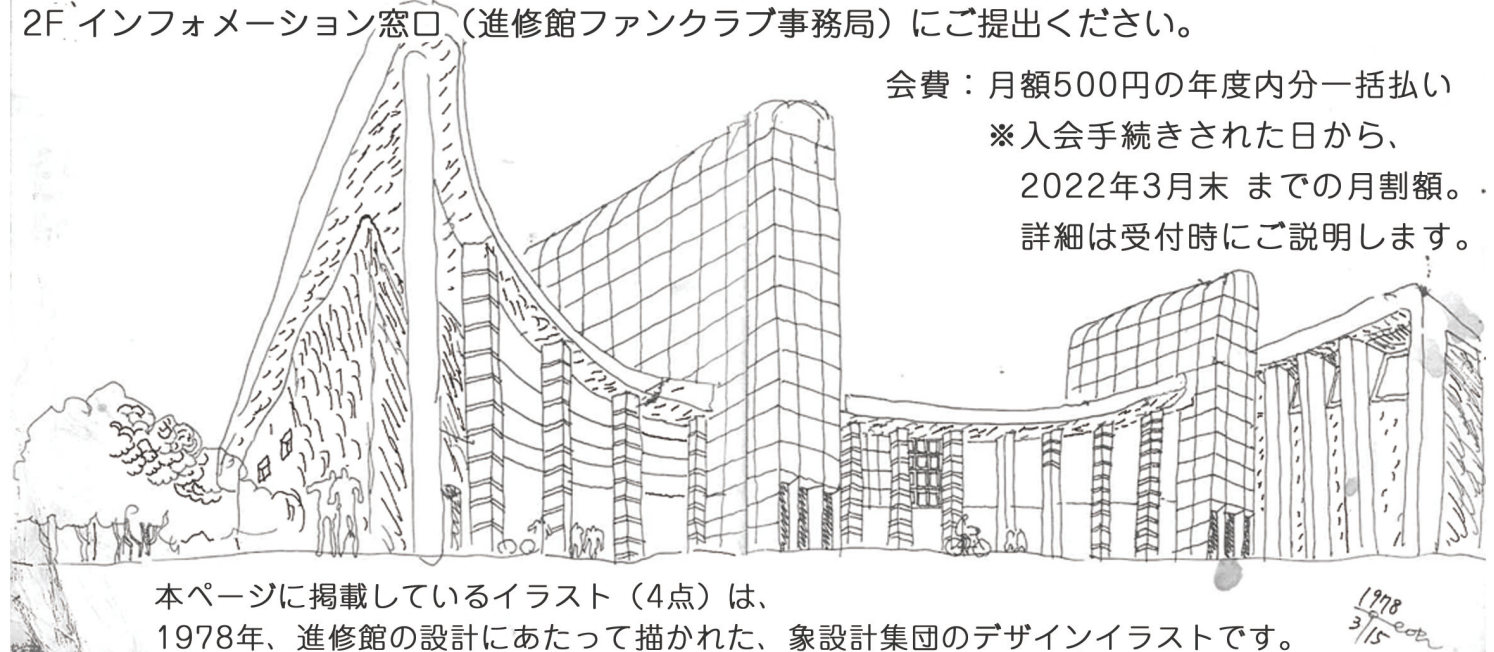 2F インフォメーション窓口（進修館ファンクラブ事務局）にご提出ください。
会費：月額500円の年度内分一括払い
※入会手続きされた日から、
2022年3月末 までの月割額。
詳細は受付時にご説明します。
本ページに掲載しているイラスト（4点）は、
1978年、進修館の設計にあたって描かれた、象設計集団のデザインイラストです。
1978
3/15